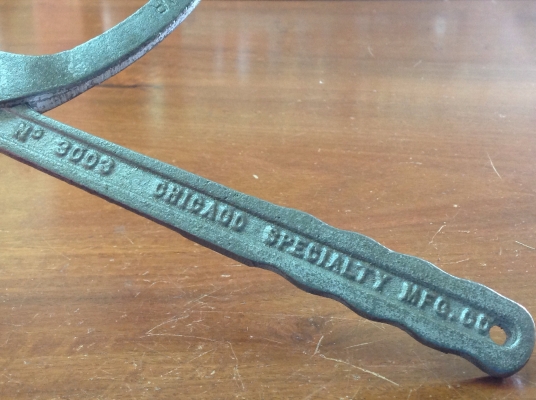 Nº 3003 CHICAGO SPECIALTY MFG. CO